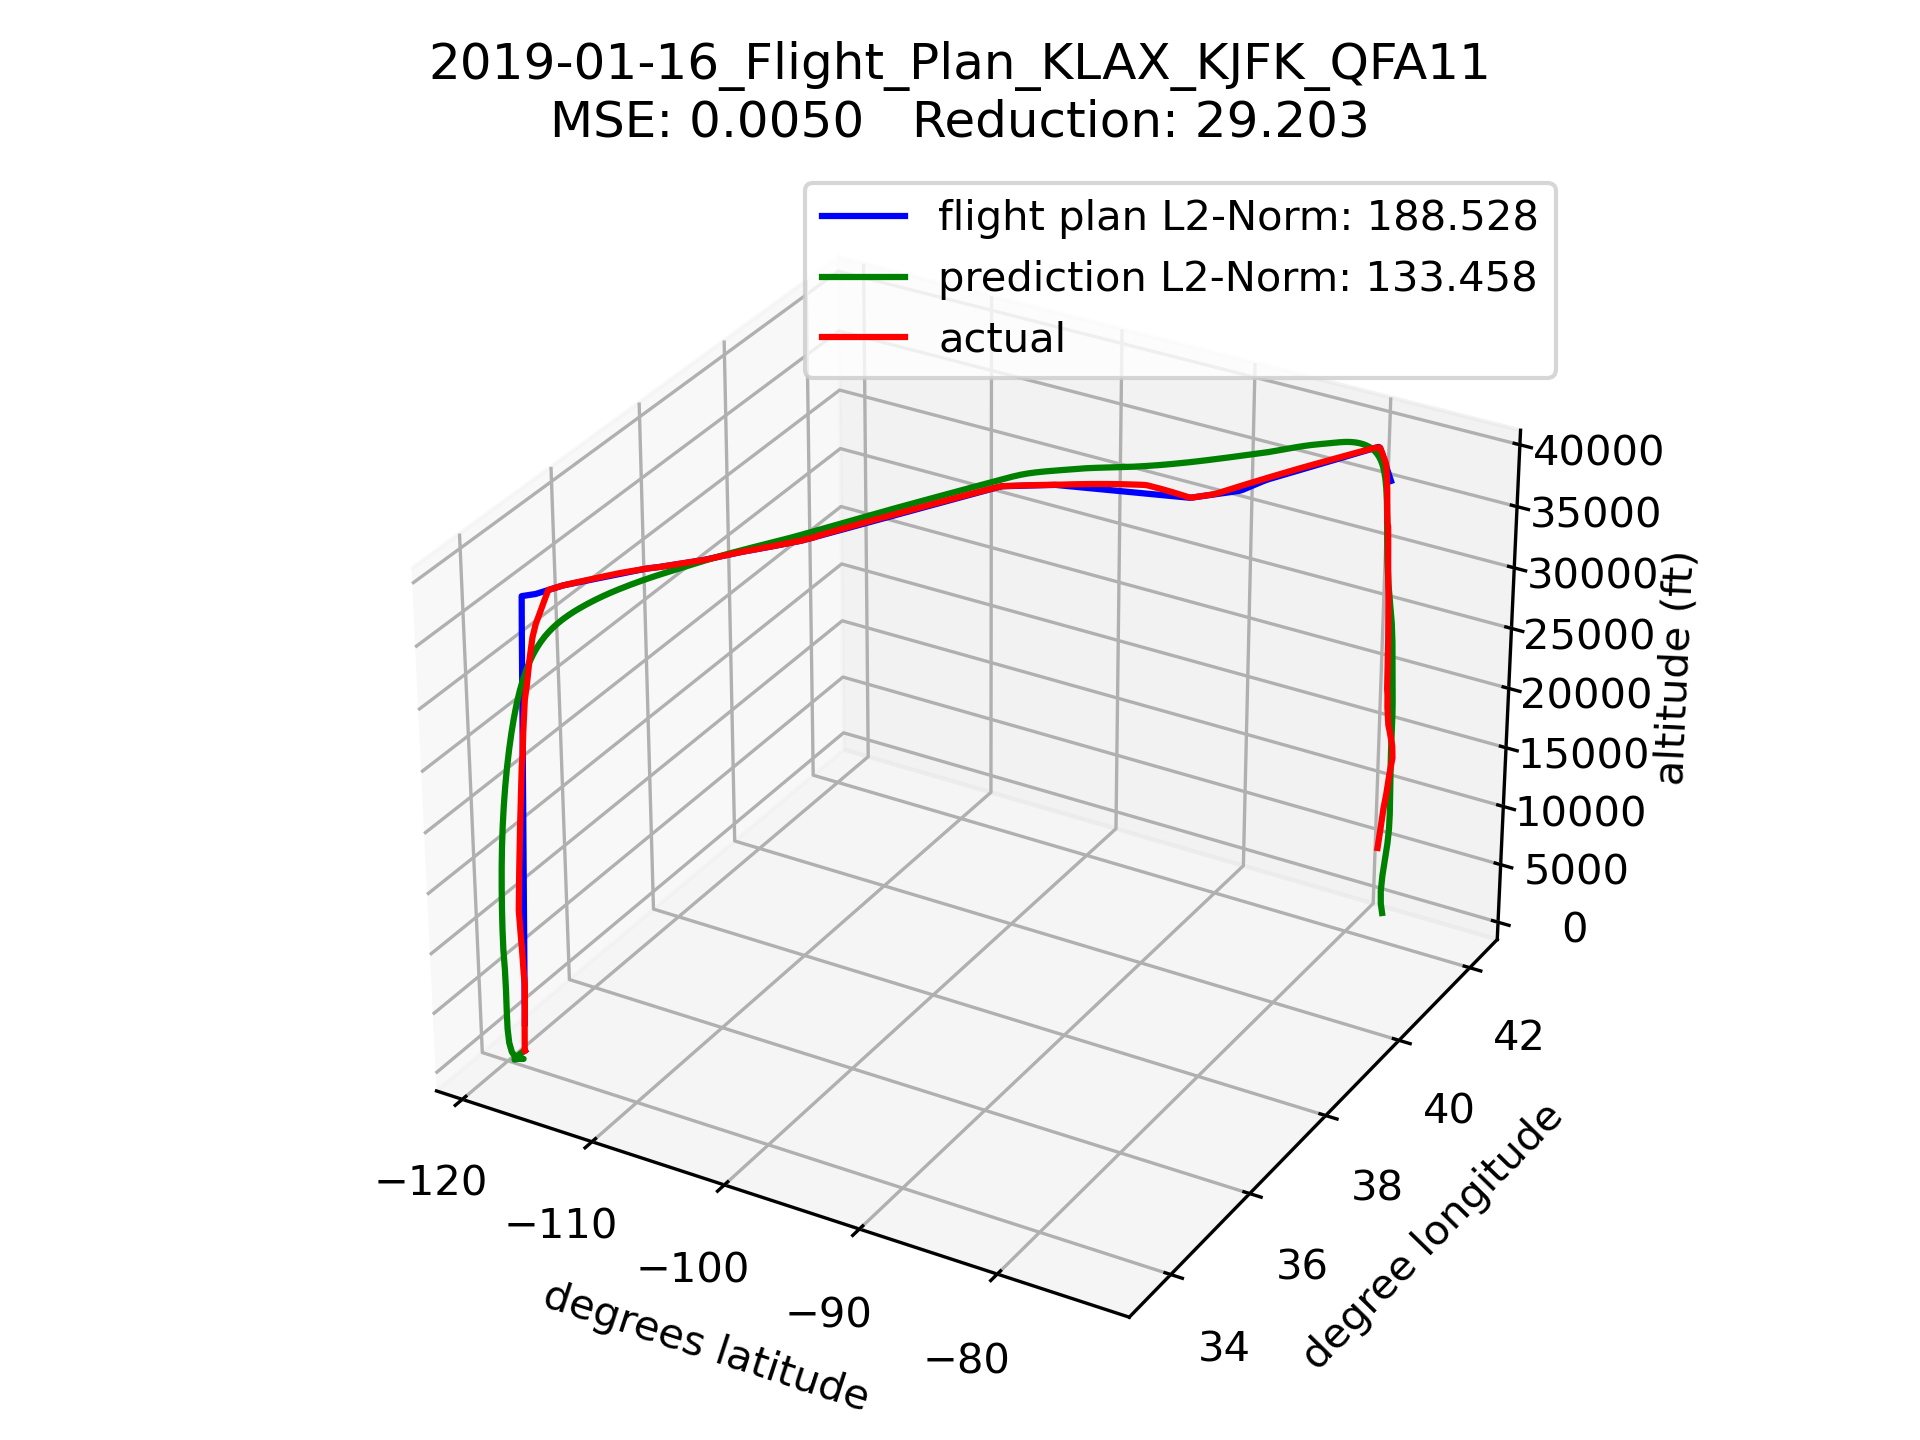 2019-01-16_Flight_Plan_KLAX_KJFK_QFA11
MSE: 0.0050   Reduction: 29.203
flight plan L2-Norm: 188.528
prediction L2-Norm: 133.458
actual
40000
35000
30000
25000
20000
15000
10000
5000
0
altitude (ft)
42
40
38
36
34
degree longitude
−120
−110
−100
−90
−80
degrees latitude